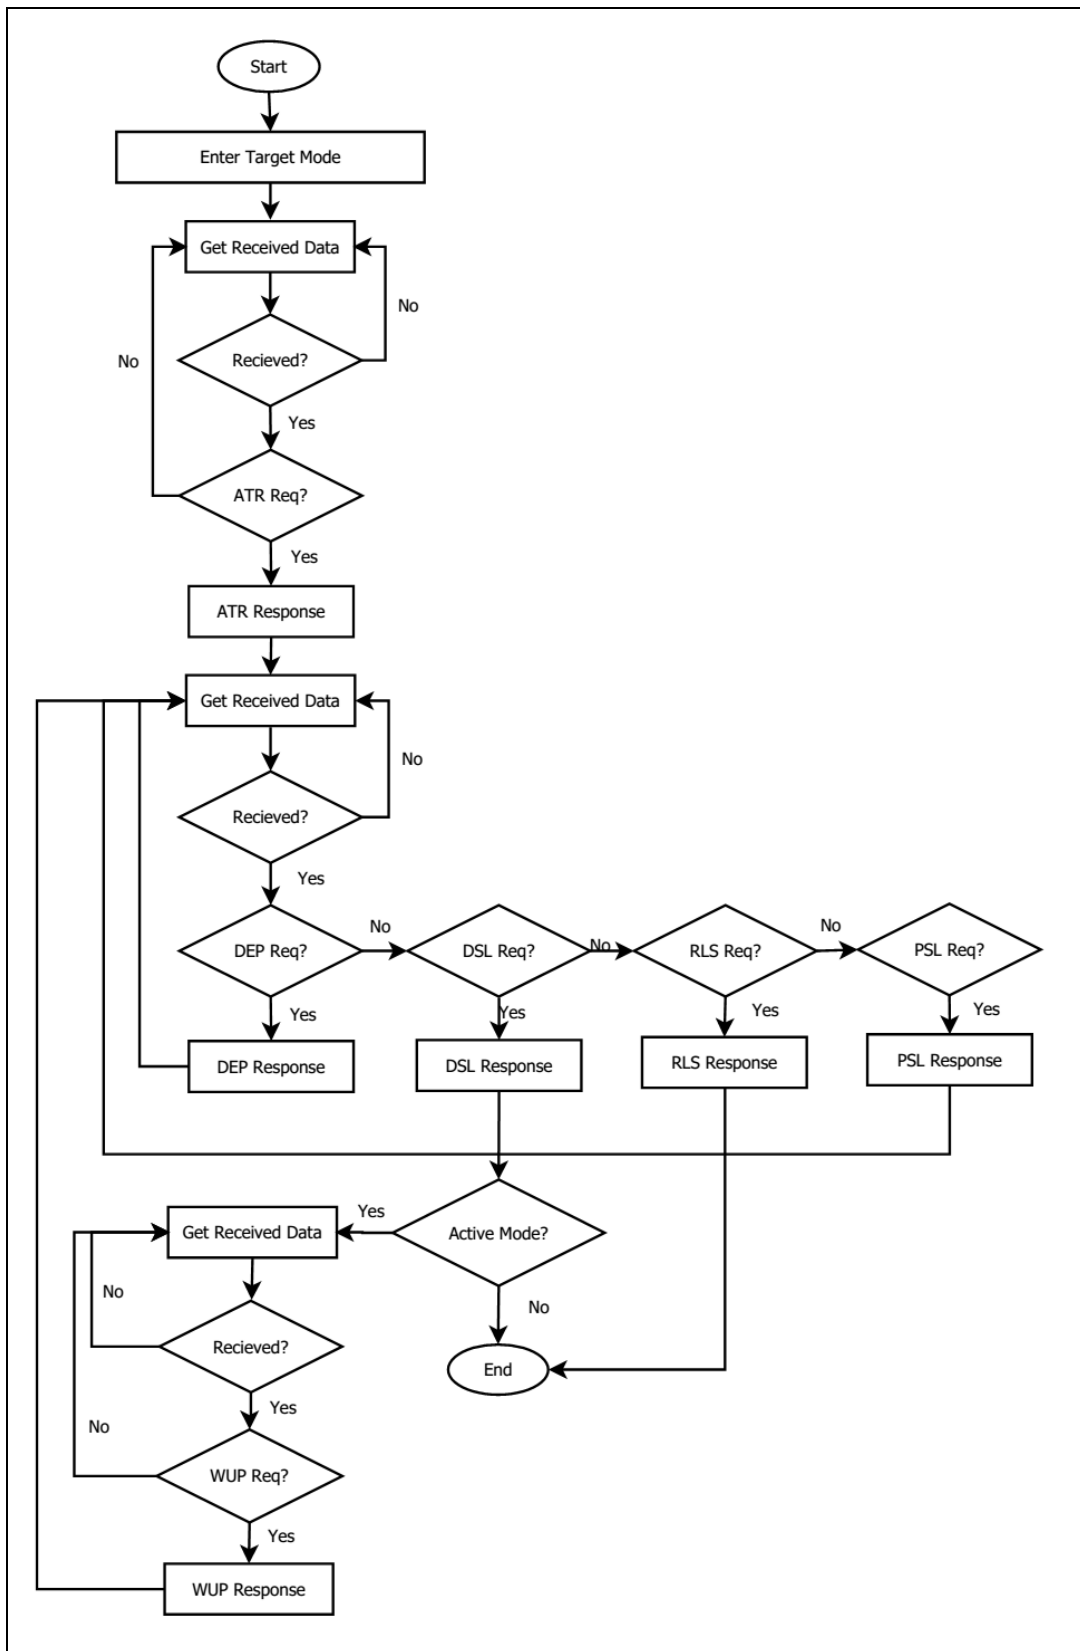 Start
Enter Target Mode
Get Received Data
No
No
Recieved?
Yes
ATR Req?
Yes
ATR Response
Get Received Data
No
Recieved?
Yes
DEP Req?
No
DSL Req?
No
RLS Req?
No
PSL Req?
Yes
Yes
Yes
Yes
DEP Response
DSL Response
RLS Response
PSL Response
Active Mode?
Yes
Get Received Data
No
Recieved?
No
End
Yes
No
WUP Req?
Yes
WUP Response